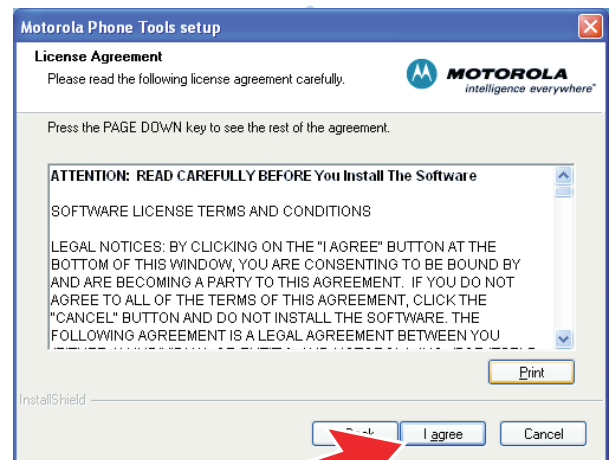 Motorola Phone Tools setup
License Agreement
Please read the following license agreement carefully.
MOTOROLA
intelligence everywhere"
Press the PAGE DOWN key to see the rest of the agreement.
ATTENTION: READ CAREFULLY BEFORE You Install The Software
SOFTWARE LICENSE TERMS AND CONDITIONS
LEGAL NOTICES: BY CLICKING ON THE "I AGREE" BUTTON AT THE
BOTTOM OF THIS WINDOW, YOU ARE CONSENTING TO BE BOUND BY
AND ARE BECOMING A PARTY TO THIS AGREEMENT. IF YOU DO NOT
AGREE TO ALL OF THE TERMS OF THIS AGREEMENT, CLICK THE
"CANCEL" BUTTON AND DO NOT INSTALL THE SOFTWARE. THE
FOLLOWING AGREEMENT IS A LEGAL AGREEMENT BETWEEN YOU
Print
InstallShield
I agree
Cancel